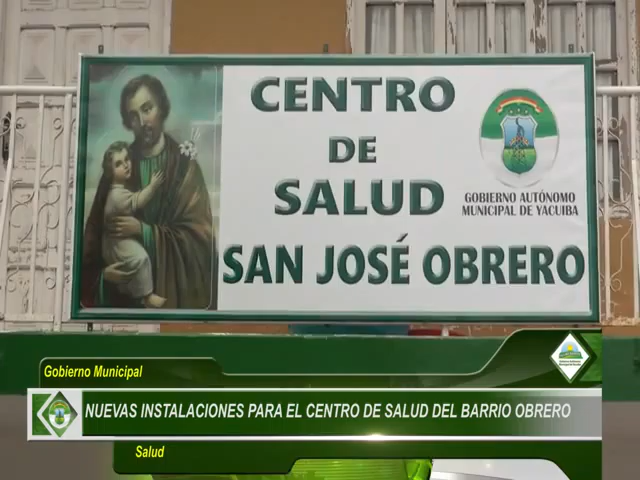 CENTRO
DE
SALUD
SAN JOSÉ OBRERO
GOBIERNO AUTÓNOMO
MUNICIPAL DE YACUIBA
Gobierno Municipal
NUEVAS INSTALACIONES PARA EL CENTRO DE SALUD DEL BARRIO OBRERO
Salud